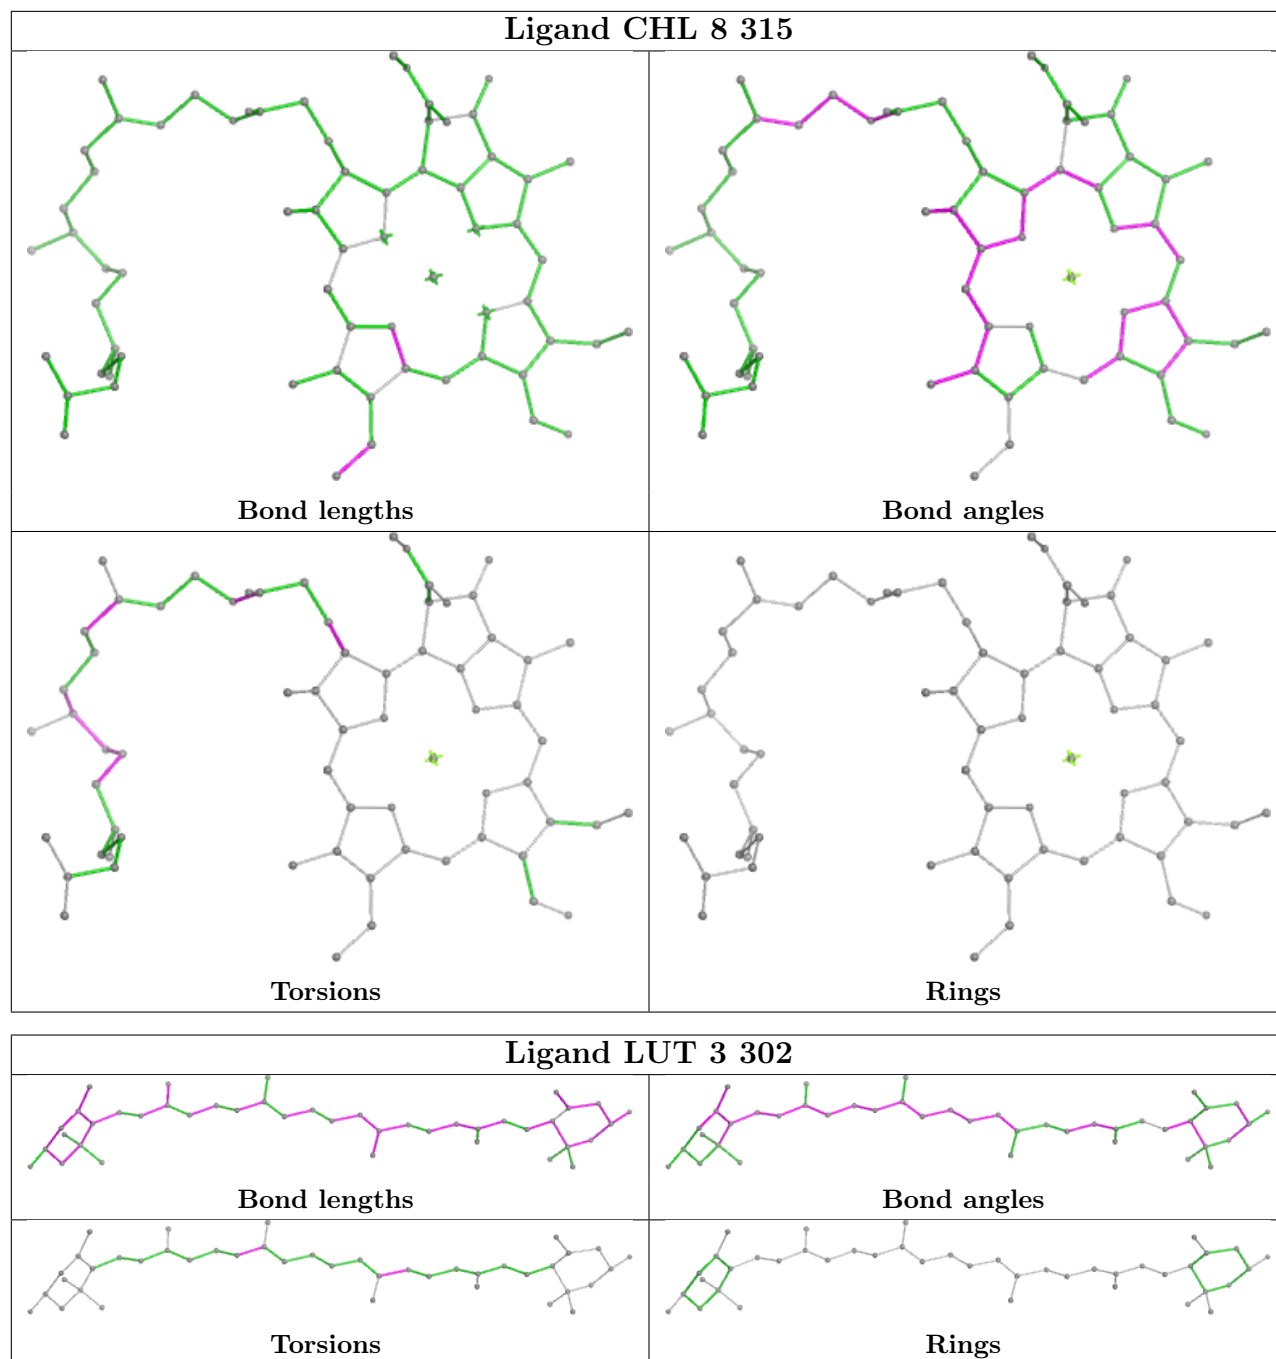 Ligand CHL 8 315
Bond lengths
Bond angles
Torsions
Rings
Ligand LUT 3 302
Bond lengths
Bond angles
Torsions
Rings